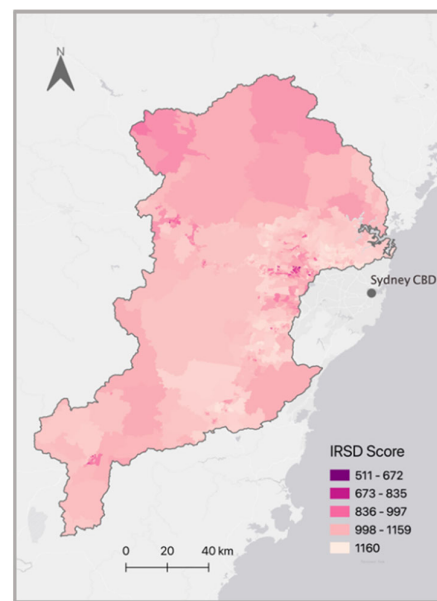 N
Sydney CBD
IRSD Score
511 - 672
673 - 835
836 - 997
998 - 1159
1160
0 20 40 km